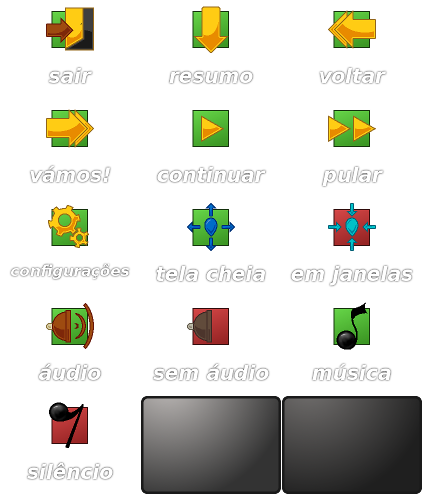 sair
resumo
voltar
vámos!
continuar
pular
configurações
tela cheia
em janelas
áudio
sem áudio
música
silêncio